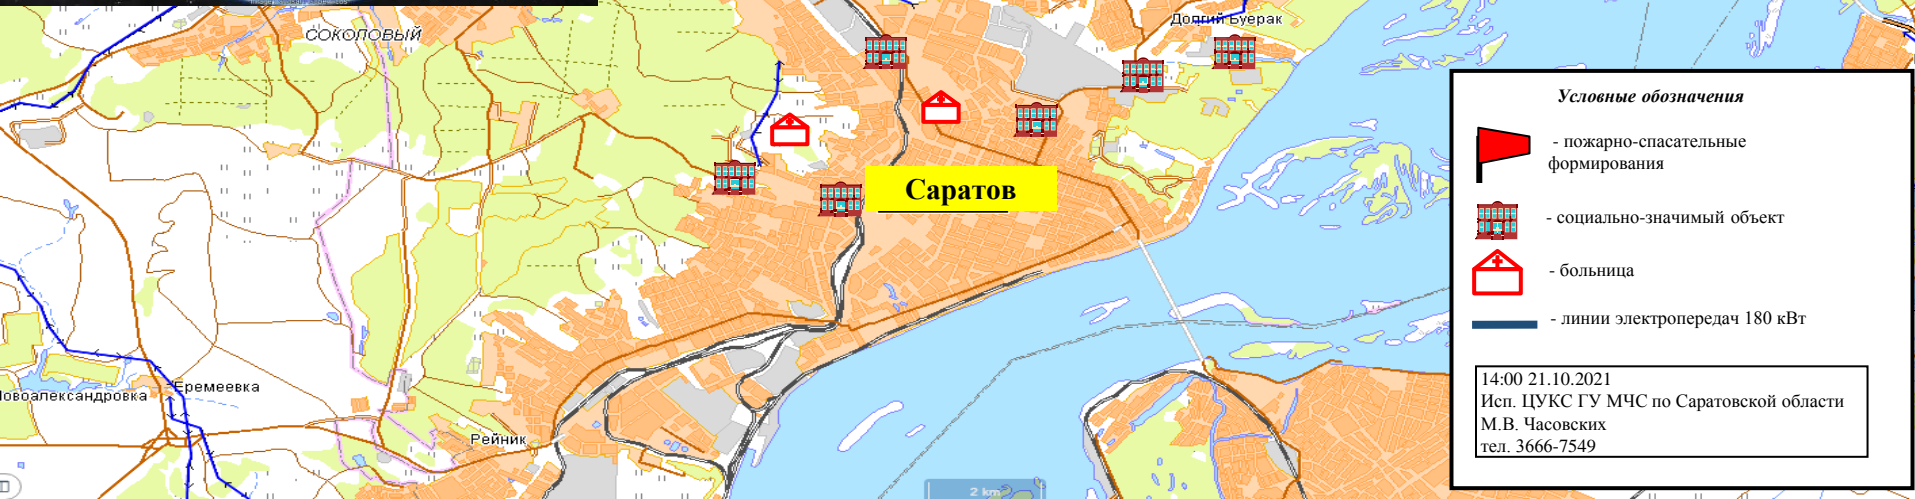 СОКОЛОВЫЙ
Долгий Буерак
Саратов
Еремеевка
Новоалександровка
Рейник
2 km
Условные обозначения
- пожарно-спасательные
формирования
- социально-значимый объект
- больница
- линии электропередач 180 кВт
14:00 21.10.2021
Исп. ЦУКС ГУ МЧС по Саратовской области
М.В. Часовских
тел. 3666-7549